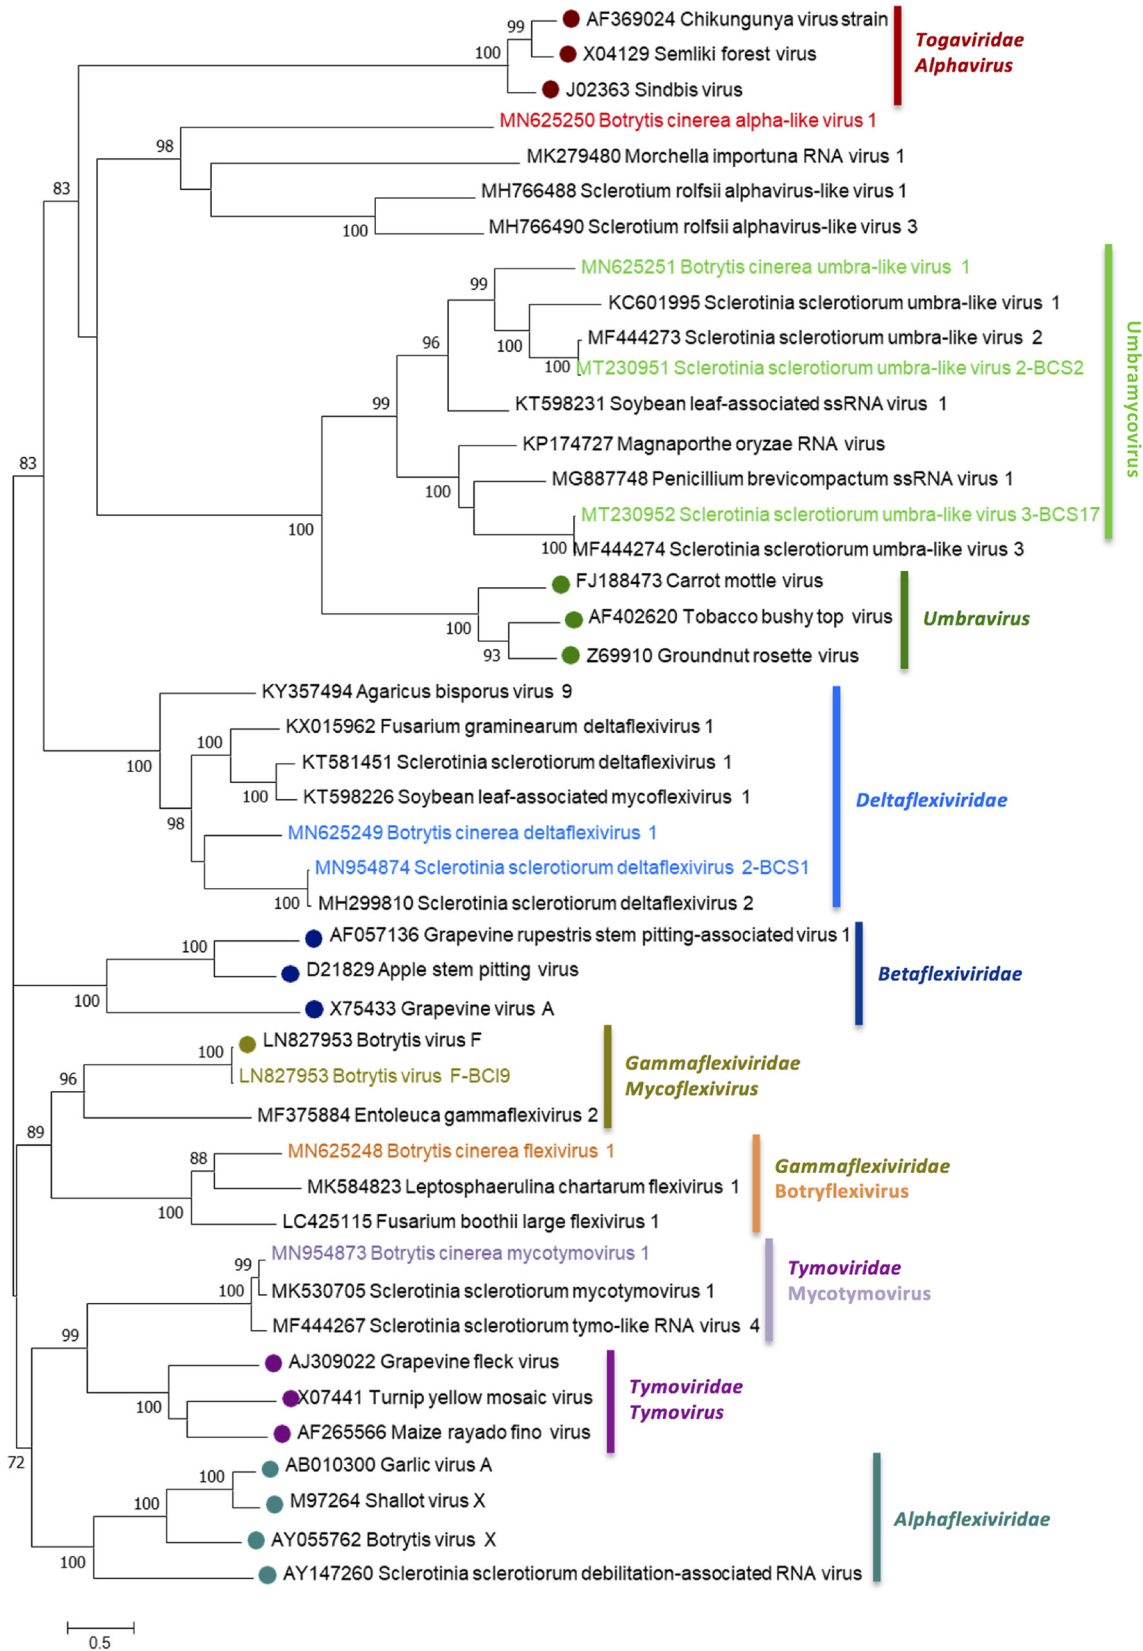 99
AF369024 Chikungunya virus strain
100
X04129 Semliki forest virus
J02363 Sindbis virus
Togaviridae
Alphavirus
MN625250 Botrytis cinerea alpha-like virus 1
98
MK279480 Morchella importuna RNA virus 1
83
MH766488 Sclerotium rolfsii alphavirus-like virus 1
100
MH766490 Sclerotium rolfsii alphavirus-like virus 3
MN625251 Botrytis cinerea umbra-like virus 1
99
KC601995 Sclerotinia sclerotiorum umbra-like virus 1
96
100
MF444273 Sclerotinia sclerotiorum umbra-like virus 2
100
MT230951 Sclerotinia sclerotiorum umbra-like virus 2-BCS2
99
KT598231 Soybean leaf-associated ssRNA virus 1
KP174727 Magnaporthe oryzae RNA virus
83
100
MG887748 Penicillium brevicompactum ssRNA virus 1
MT230952 Sclerotinia sclerotiorum umbra-like virus 3-BCS17
100
100
MF444274 Sclerotinia sclerotiorum umbra-like virus 3
Umbramycovirus
FJ188473 Carrot mottle virus
100
AF402620 Tobacco bushy top virus
93
Z69910 Groundnut rosette virus
Umbravirus
KY357494 Agaricus bisporus virus 9
KX015962 Fusarium graminearum deltaflexivirus 1
100
100
KT581451 Sclerotinia sclerotiorum deltaflexivirus 1
100
KT598226 Soybean leaf-associated mycoflexivirus 1
98
MN625249 Botrytis cinerea deltaflexivirus 1
MN954874 Sclerotinia sclerotiorum deltaflexivirus 2-BCS1
100
MH299810 Sclerotinia sclerotiorum deltaflexivirus 2
Deltaflexiviridae
AF057136 Grapevine rupestris stem pitting-associated virus 1
100
D21829 Apple stem pitting virus
100
X75433 Grapevine virus A
Betaflexiviridae
LN827953 Botrytis virus F
100
LN827953 Botrytis virus F-BCI9
96
MF375884 Entoleuca gammaflexivirus 2
Gammaflexiviridae
Mycoflexivirus
89
MN625248 Botrytis cinerea flexivirus 1
88
MK584823 Leptosphaerulina chartarum flexivirus 1
100
LC425115 Fusarium boothii large flexivirus 1
Gammaflexiviridae
Botryflexivirus
MN954873 Botrytis cinerea mycotymovirus 1
99
100
MK530705 Sclerotinia sclerotiorum mycotymovirus 1
MF444267 Sclerotinia sclerotiorum tymo-like RNA virus 4
Tymoviridae
Mycotymovirus
99
AJ309022 Grapevine fleck virus
X07441 Turnip yellow mosaic virus
100
AF265566 Maize rayado fino virus
Tymoviridae
Tymovirus
72
AB010300 Garlic virus A
100
M97264 Shallot virus X
100
AY055762 Botrytis virus X
100
AY147260 Sclerotinia sclerotiorum debilitation-associated RNA virus
Alphaflexiviridae
0.5